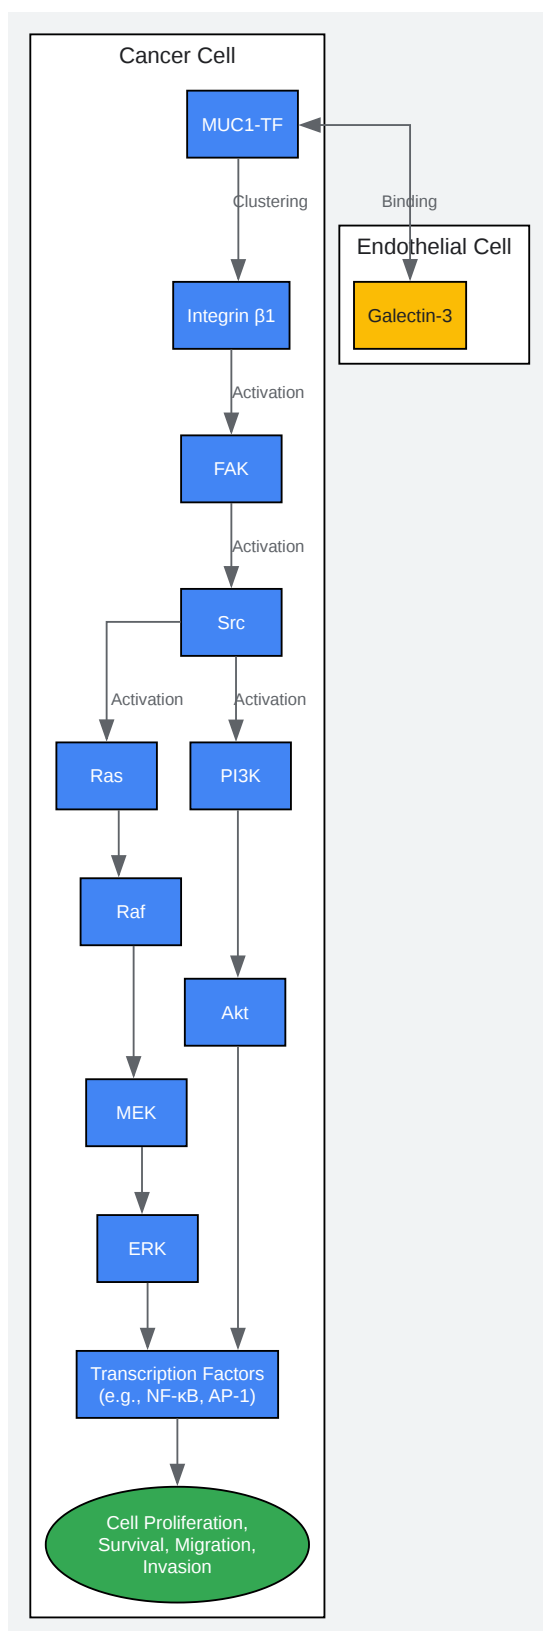 Cancer Cell
MUC1-TF
Clustering
Binding
Endothelial Cell
Integrin β1
Galectin-3
Activation
FAK
Activation
Src
Activation
Activation
Ras
PI3K
Raf
Akt
MEK
ERK
Transcription Factors
(e.g., NF-κB, AP-1)
Cell Proliferation,
Survival, Migration,
Invasion